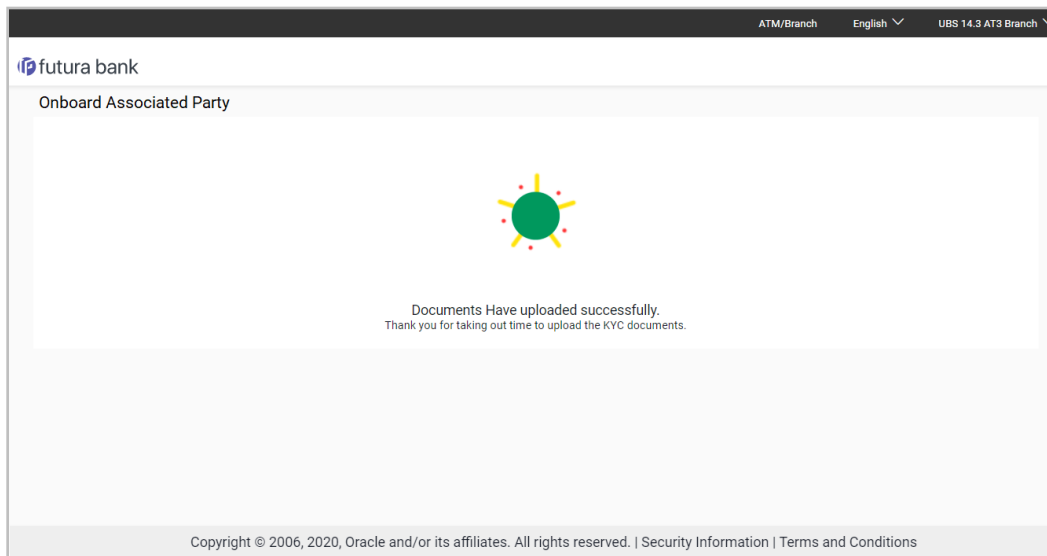 ATM/Branch English UBS 14.3 AT3 Branch
futura bank
Onboard Associated Party
Documents Have uploaded successfully.
Thank you for taking out time to upload the KYC documents.
Copyright © 2006, 2020, Oracle and/or its affiliates. All rights reserved. | Security Information | Terms and Conditions